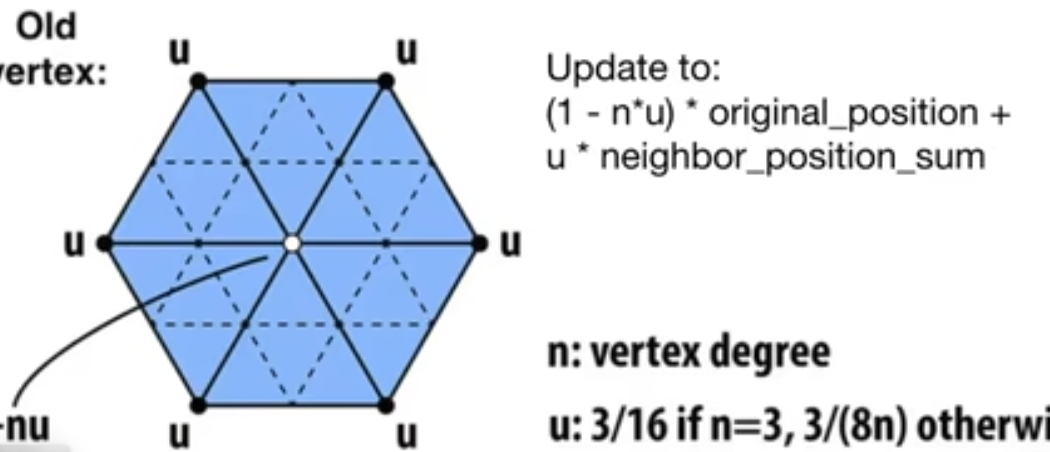 Old
vertex:
u
u
Update to:
(1 - n*u) * original_position +
u * neighbor_position_sum
u
u
n: vertex degree
-nu
u
u
u: 3/16 if n=3, 3/(8n) otherwi